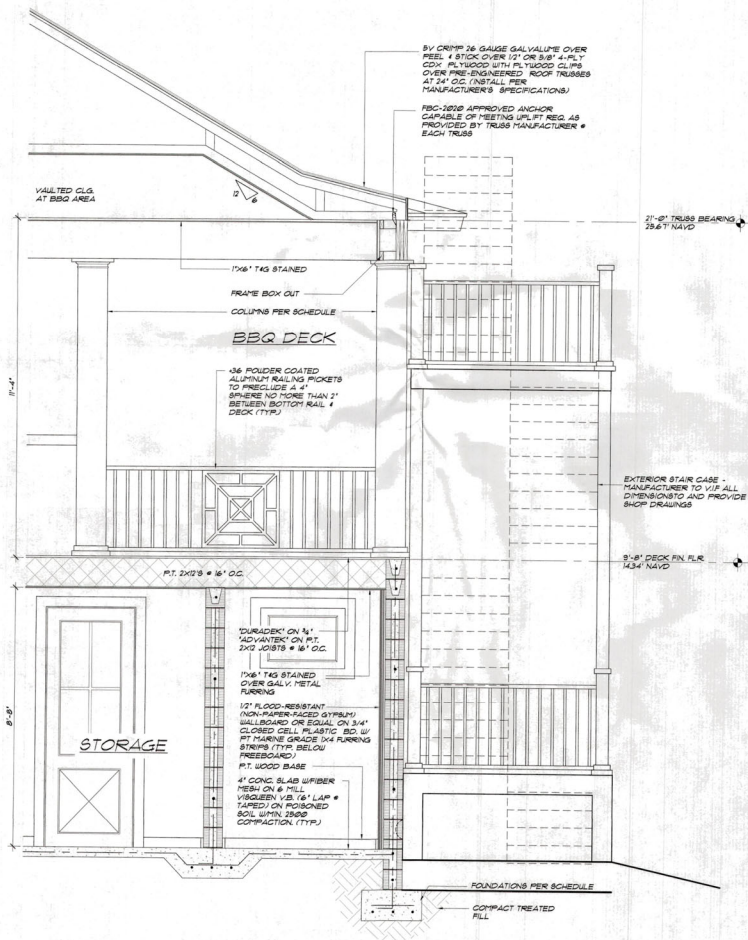 5V CRIMP 26 GAUGE GALVALUME OVER
PEEL & STICK OVER 1/2" OR 5/8" 4-PLY
CDX PLYWOOD WITH PLYWOOD CLIPS
OVER PRE-ENGINEERED ROOF TRUSSES
AT 24" O.C. (INSTALL PER
MANUFACTURER'S SPECIFICATIONS)
FBC-2020 APPROVED ANCHOR
CAPABLE OF MEETING UPLIFT REQ. AS
PROVIDED BY TRUSS MANUFACTURER @
EACH TRUSS
VAULTED CLG.
AT BBQ AREA
12
6
21'-0" TRUSS BEARING
25.67' NAVD
1"X6" T&G STAINED
FRAME BOX OUT
COLUMNS PER SCHEDULE
BBQ DECK
11'-4"
36 POWDER COATED
ALUMINUM RAILING PICKETS
TO PRECLUDE A 4"
SPHERE NO MORE THAN 2"
BETWEEN BOTTOM RAIL &
DECK (TYP.)
EXTERIOR STAIR CASE -
MANUFACTURER TO V.I.F ALL
DIMENSIONSTO AND PROVIDE
SHOP DRAWINGS
9'-8" DECK FIN. FLR.
14.34' NAVD
P.T. 2X12'S @ 16" O.C.
"DURADEK" ON 3/4"
"ADVANTEK" ON P.T.
2X12 JOISTS @ 16" O.C.
1"X6" T&G STAINED
OVER GALV. METAL
FURRING
1/2" FLOOD-RESISTANT
(NON-PAPER-FACED GYPSUM)
WALLBOARD OR EQUAL ON 3/4"
CLOSED CELL PLASTIC BD. W/
PT MARINE GRADE 1X4 FURRING
STRIPS (TYP. BELOW
FREEBOARD)
8'-8"
STORAGE
P.T. WOOD BASE
4" CONC. SLAB W/FIBER
MESH ON 6 MILL
VISQUEEN V.B. (6" LAP @
TAPED) ON POISONED
SOIL W/MIN. 2500
COMPACTION. (TYP.)
FOUNDATIONS PER SCHEDULE
COMPACT TREATED
FILL